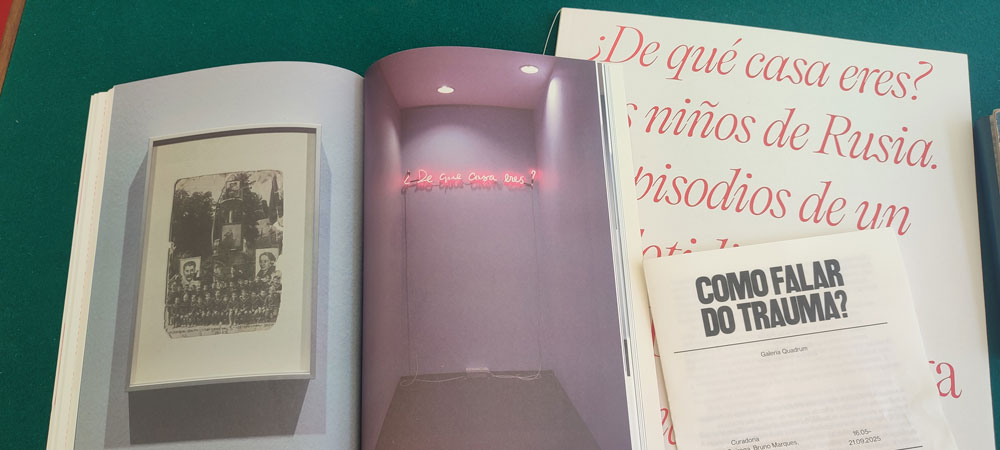 ¿De que casa eres?
¿De qué casa eres?
niños de Rusia.
pisodios de un
COMO FALAR
DO TRAUMA?
Galeria Quadrum
Curadoria
Bruno Marques,
16.05–
21.09.2025